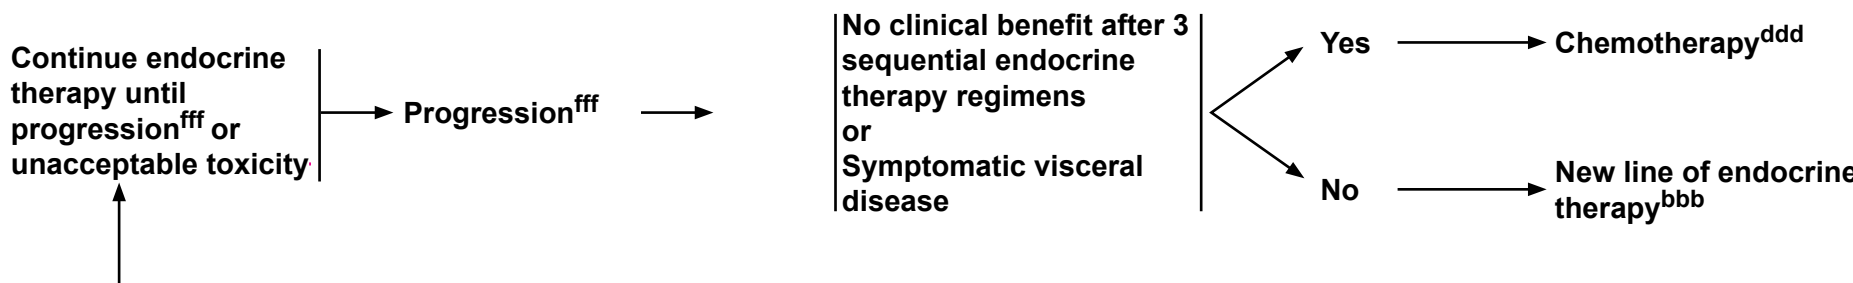 Continue endocrine
therapy until
progressionfff or
unacceptable toxicity
Progressionfff
No clinical benefit after 3
sequential endocrine
therapy regimens
or
Symptomatic visceral
disease
Yes
Chemotherapyddd
No
New line of endocrine
therapybbb